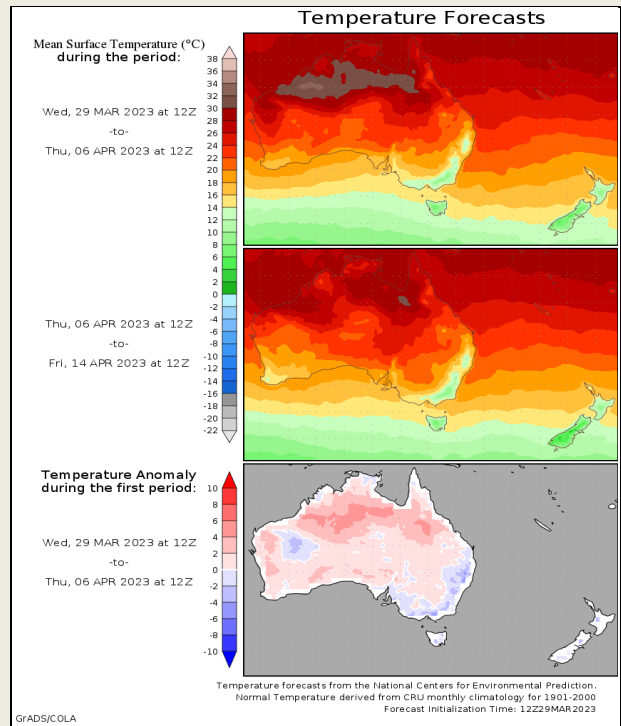 Temperature Forecasts
Mean Surface Temperature (°C)
during the period:
38
36
34
32
30
28
26
24
22
20
18
16
14
12
10
8
6
4
2
0
-2
-4
-6
-8
-10
-12
-14
-16
-18
-20
-22
Wed, 29 MAR 2023 at 12Z
-to-
Thu, 06 APR 2023 at 12Z
Thu, 06 APR 2023 at 12Z
-to-
Fri, 14 APR 2023 at 12Z
Temperature Anomaly
during the first period:
10
8
6
4
2
0
-2
-4
-6
-8
-10
Wed, 29 MAR 2023 at 12Z
-to-
Thu, 06 APR 2023 at 12Z
Temperature forecasts from the National Centers for Environmental Prediction.
Normal Temperature derived from CRU monthly climatology for 1901-2000
Forecast Initialization Time: 12Z29MAR2023
GrADS/COLA